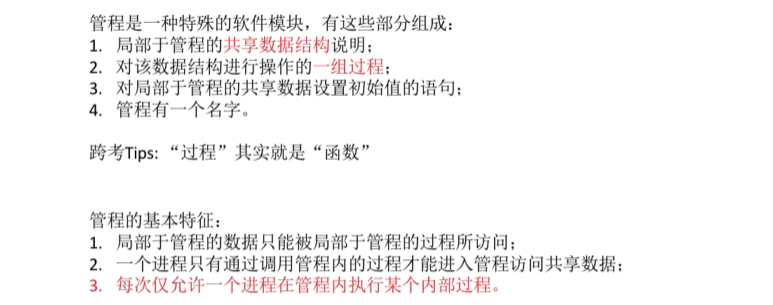 管程是一种特殊的软件模块，有这些部分组成：
1. 局部于管程的共享数据结构说明；
2. 对该数据结构进行操作的一组过程；
3. 对局部于管程的共享数据设置初始值的语句；
4. 管程有一个名字。
跨考Tips: “过程”其实就是“函数”
管程的基本特征：
1. 局部于管程的数据只能被局部于管程的过程所访问；
2. 一个进程只有通过调用管程内的过程才能进入管程访问共享数据；
3. 每次仅允许一个进程在管程内执行某个内部过程。